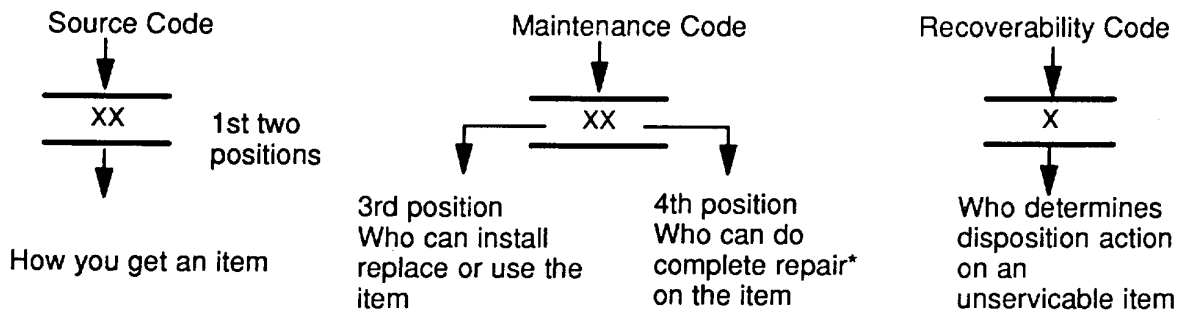 Source Code
XX
1st two
positions
How you get an item
Maintenance Code
XX
3rd position
Who can install
replace or use the
item
4th position
Who can do
complete repair*
on the item
Recoverability Code
X
Who determines
disposition action
on an
unservicable item